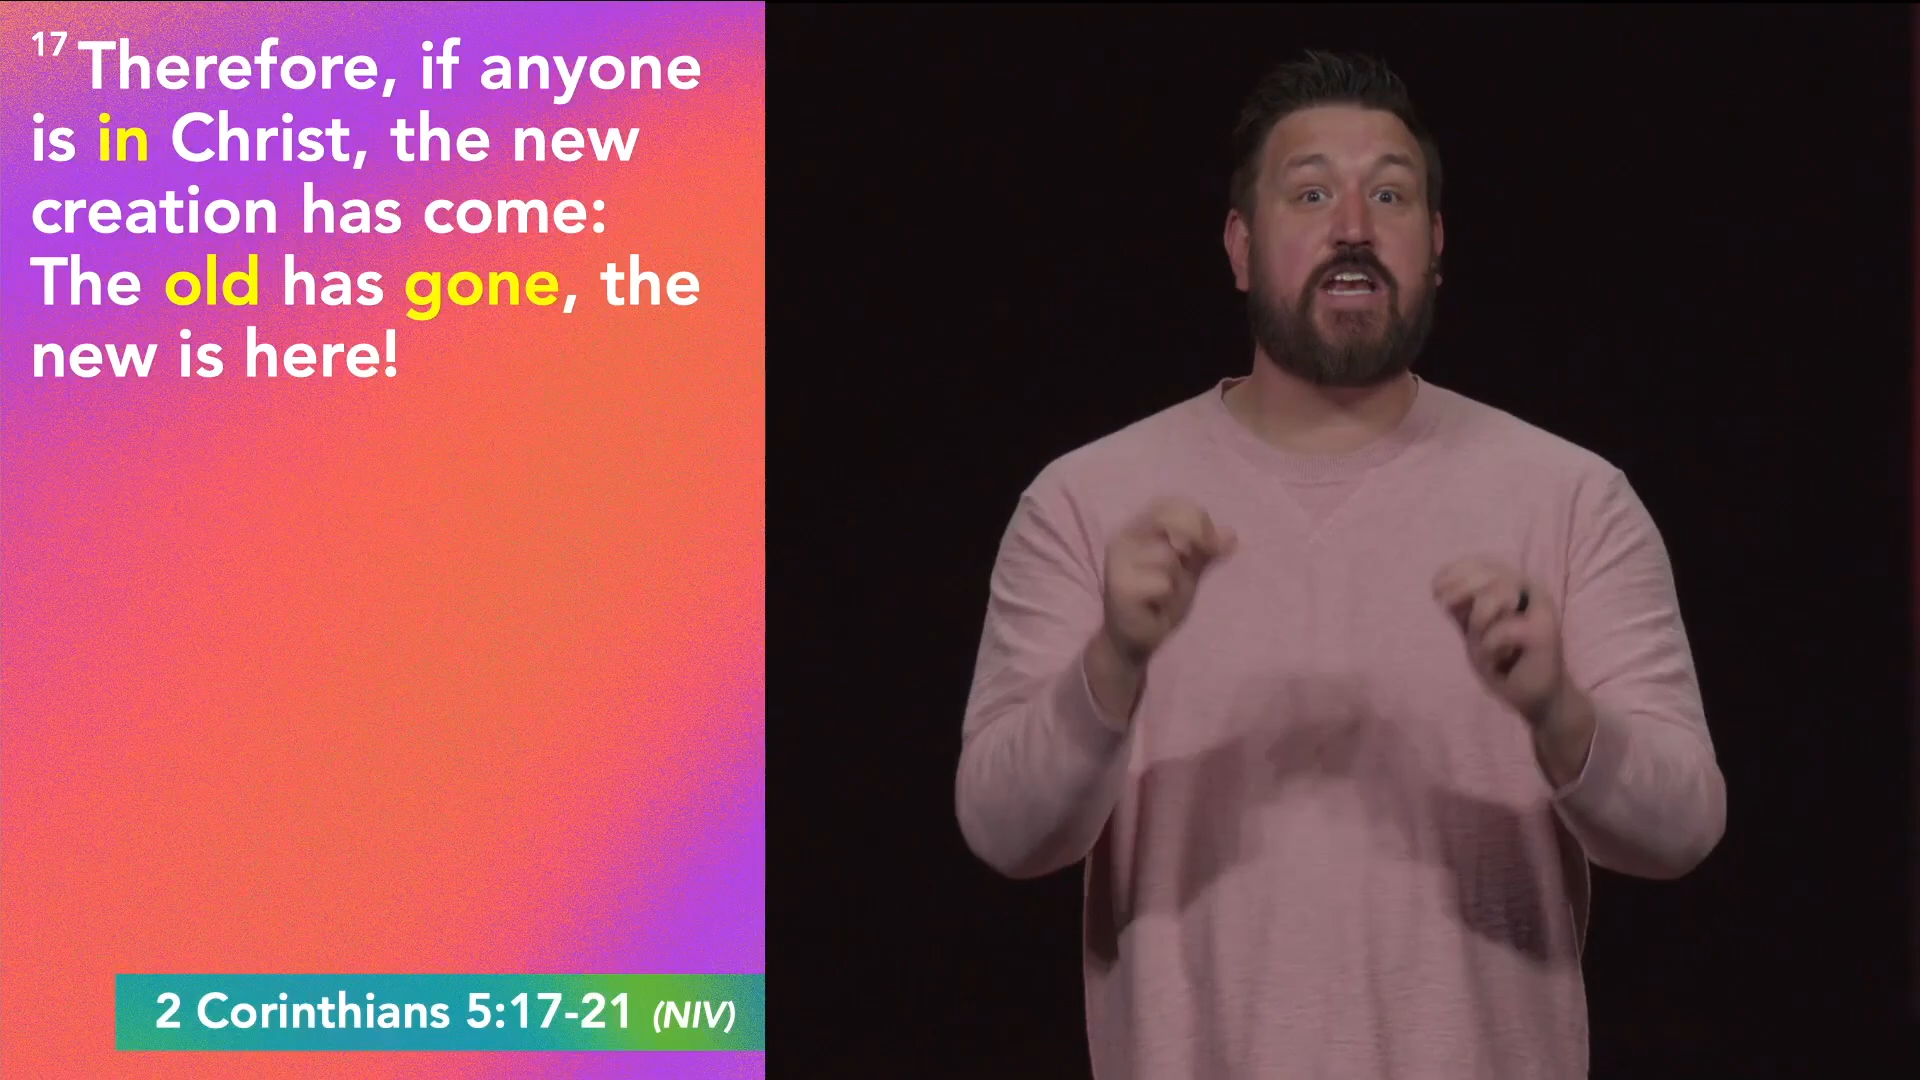 17 Therefore, if anyone
is in Christ, the new
creation has come:
The old has gone, the
new is here!
2 Corinthians 5:17-21 (NIV)